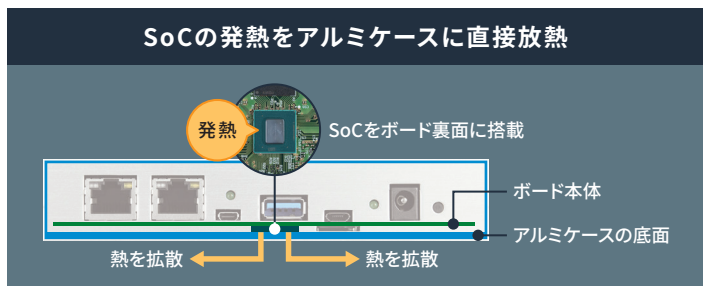 SoCの発熱をアルミケースに直接放熱
発熱
SoCをボード裏面に搭載
ボード本体
アルミケースの底面
熱を拡散
熱を拡散